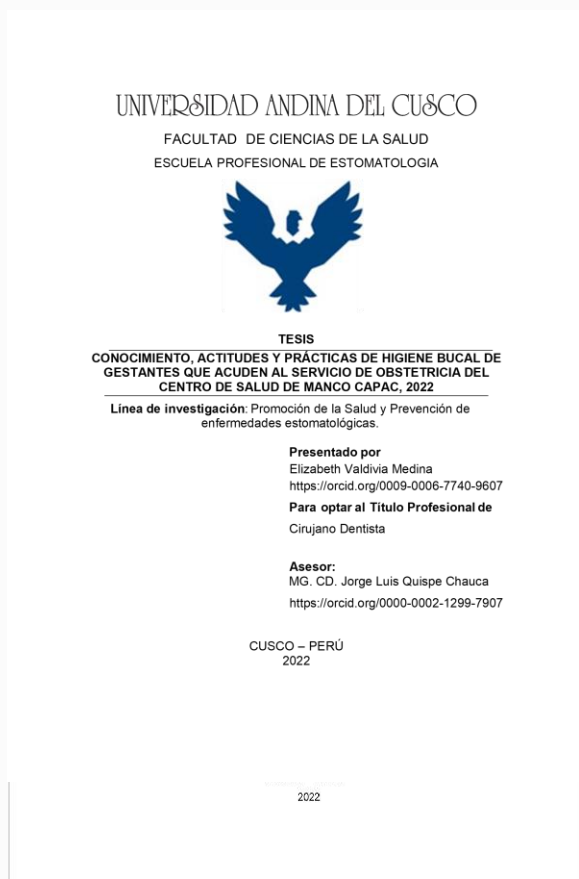 UNIVERSIDAD ANDINA DEL CUSCO
FACULTAD DE CIENCIAS DE LA SALUD
ESCUELA PROFESIONAL DE ESTOMATOLOGIA
TESIS
CONOCIMIENTO, ACTITUDES Y PRÁCTICAS DE HIGIENE BUCAL DE
GESTANTES QUE ACUDEN AL SERVICIO DE OBSTETRICIA DEL
CENTRO DE SALUD DE MANCO CAPAC, 2022
Línea de investigación: Promoción de la Salud y Prevención de
enfermedades estomatológicas.
Presentado por
Elizabeth Valdivia Medina
https://orcid.org/0009-0006-7740-9607
Para optar al Titulo Profesional de
Cirujano Dentista
Asesor:
MG. CD. Jorge Luis Quispe Chauca
https://orcid.org/0000-0002-1299-7907
CUSCO – PERÚ
2022
2022